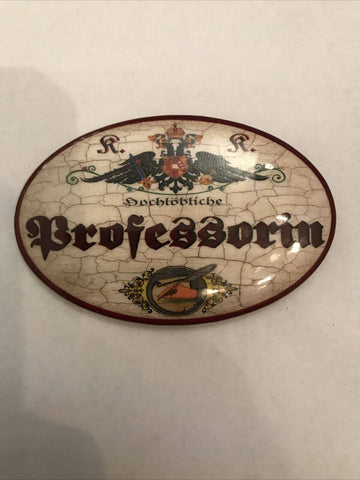 K. K.
Hochlöbliche
Professorin